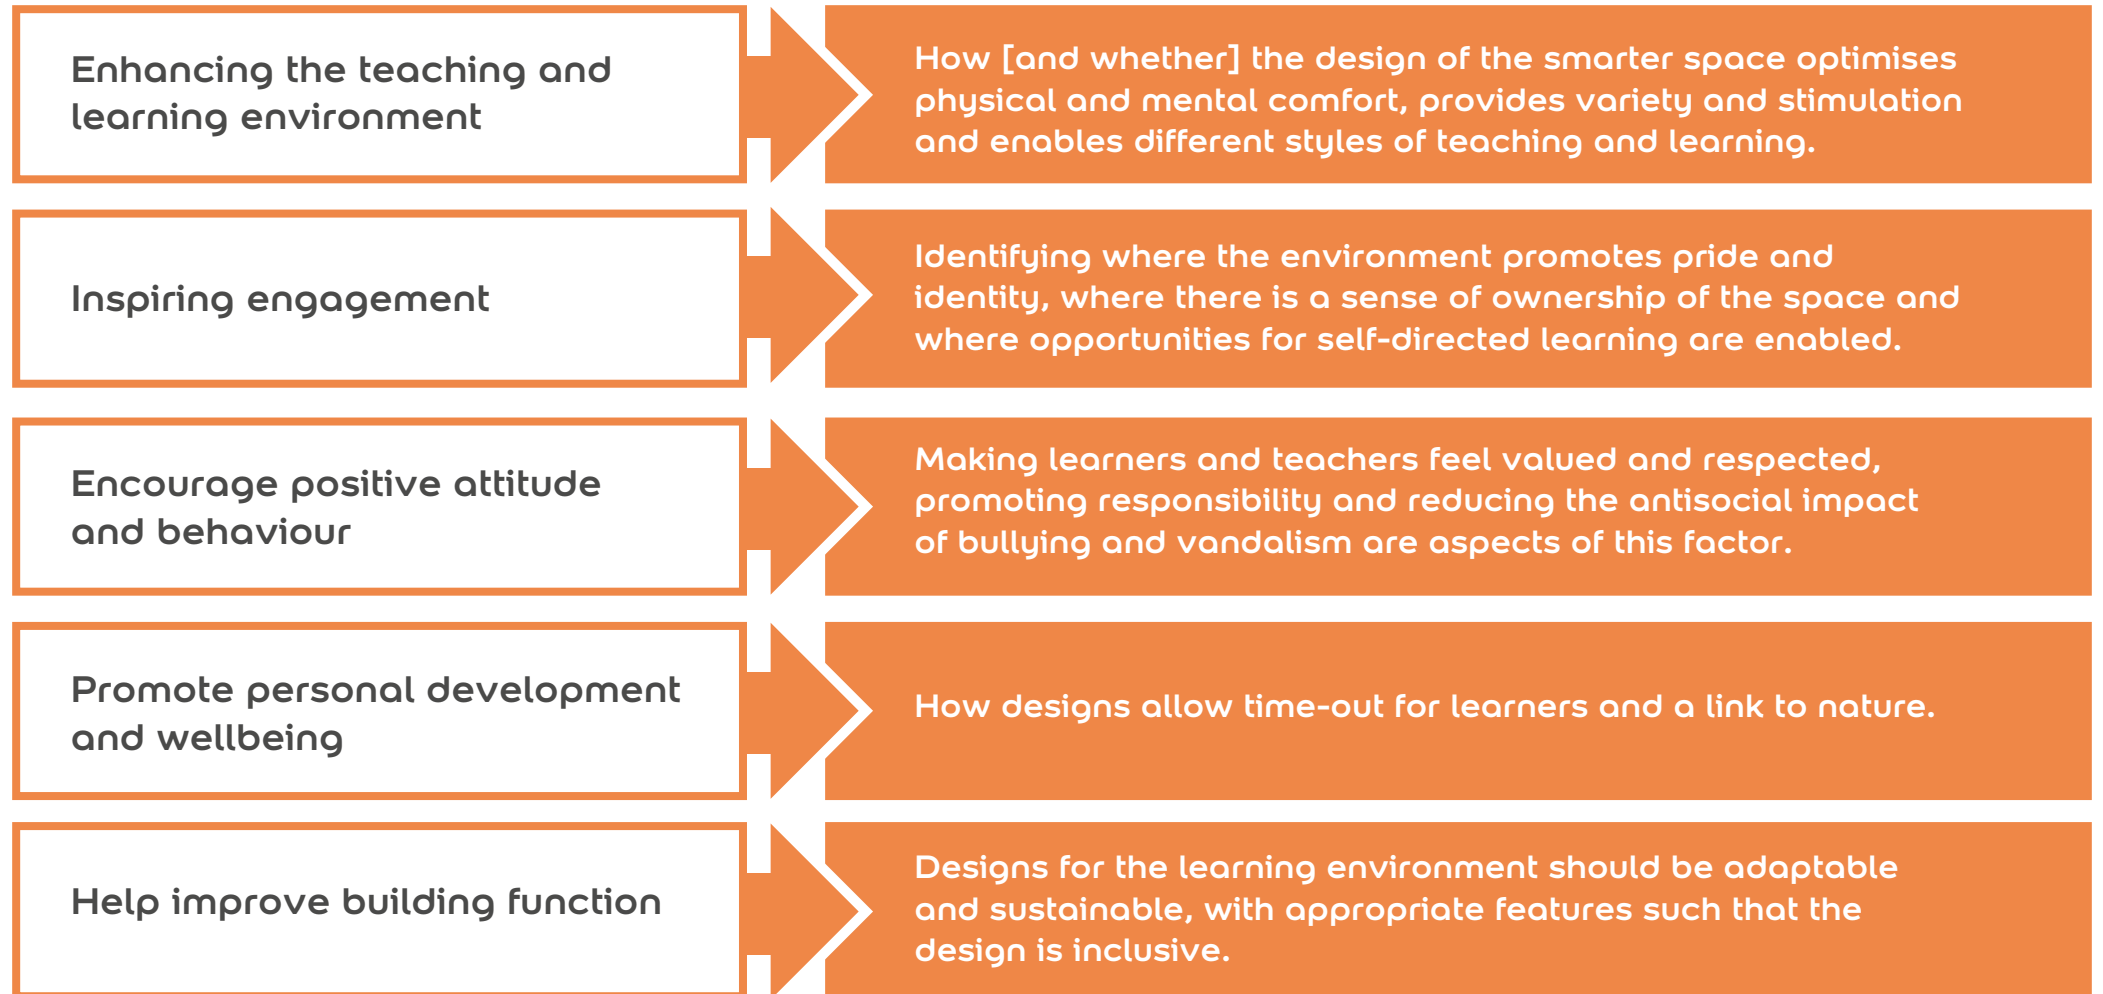 Enhancing the teaching and
learning environment
How [and whether] the design of the smarter space optimises
physical and mental comfort, provides variety and stimulation
and enables different styles of teaching and learning.
Inspiring engagement
Identifying where the environment promotes pride and
identity, where there is a sense of ownership of the space and
where opportunities for self-directed learning are enabled.
Encourage positive attitude
and behaviour
Making learners and teachers feel valued and respected,
promoting responsibility and reducing the antisocial impact
of bullying and vandalism are aspects of this factor.
Promote personal development
and wellbeing
How designs allow time-out for learners and a link to nature.
Help improve building function
Designs for the learning environment should be adaptable
and sustainable, with appropriate features such that the
design is inclusive.